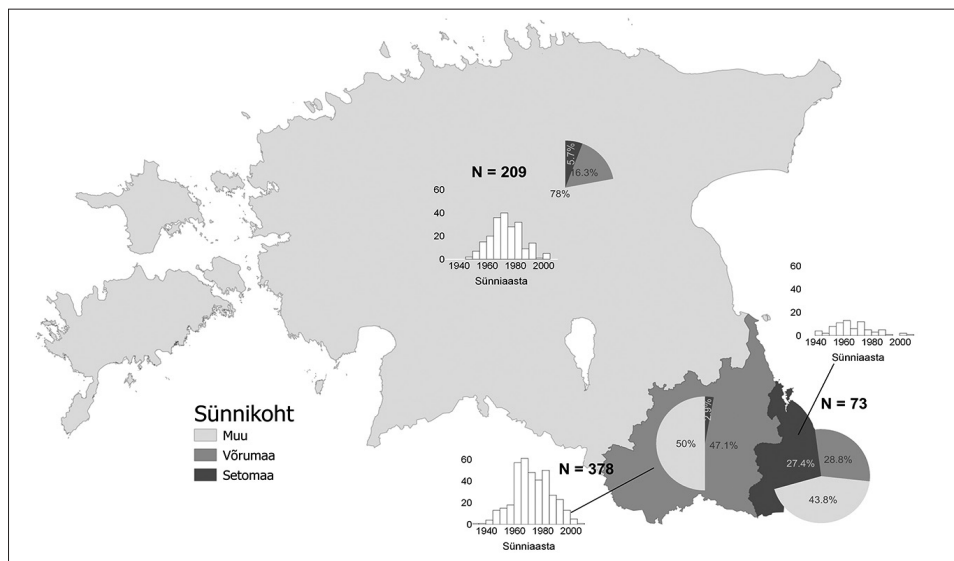 5.7%
16.3%
78%
N = 209
60
40
20
0
1940 1960 1980 2000
Sünniaasta
60
40
20
0
1940 1960 1980 2000
Sünniaasta
N = 73
27.4%
28.8%
43.8%
Sünnikoht
Muu
Võrumaa
Setomaa
50%
2.9%
47.1%
N = 378
60
40
20
0
1940 1960 1980 2000
Sünniaasta